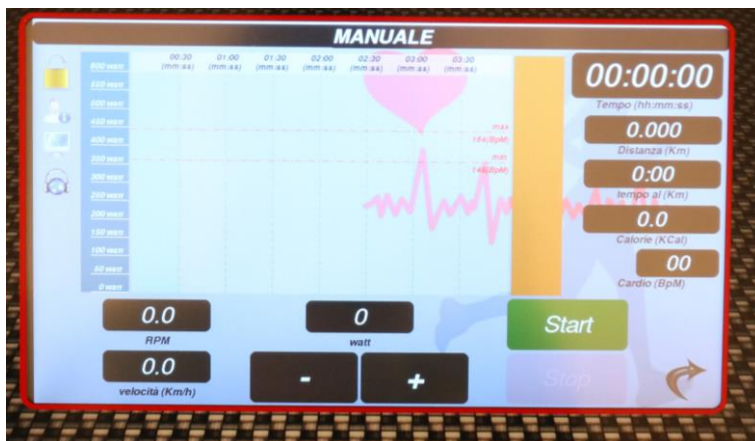 MANUALE
00:30 01:00 01:30 02:00 02:30 03:00 03:30
(mm:ss) (mm:ss) (mm:ss) (mm:ss) (mm:ss) (mm:ss) (mm:ss)
600 watt
550 watt
500 watt
450 watt
400 watt
350 watt
300 watt
250 watt
200 watt
150 watt
100 watt
50 watt
0 watt
max
164(BpM)
min
146(BpM)
00:00:00
Tempo (hh:mm:ss)
0.000
Distanza (Km)
0:00
tempo al (Km)
0.0
Calorie (KCal)
00
Cardio (BpM)
0.0
RPM
0
watt
Start
0.0
velocità (Km/h)
-
+
Stop